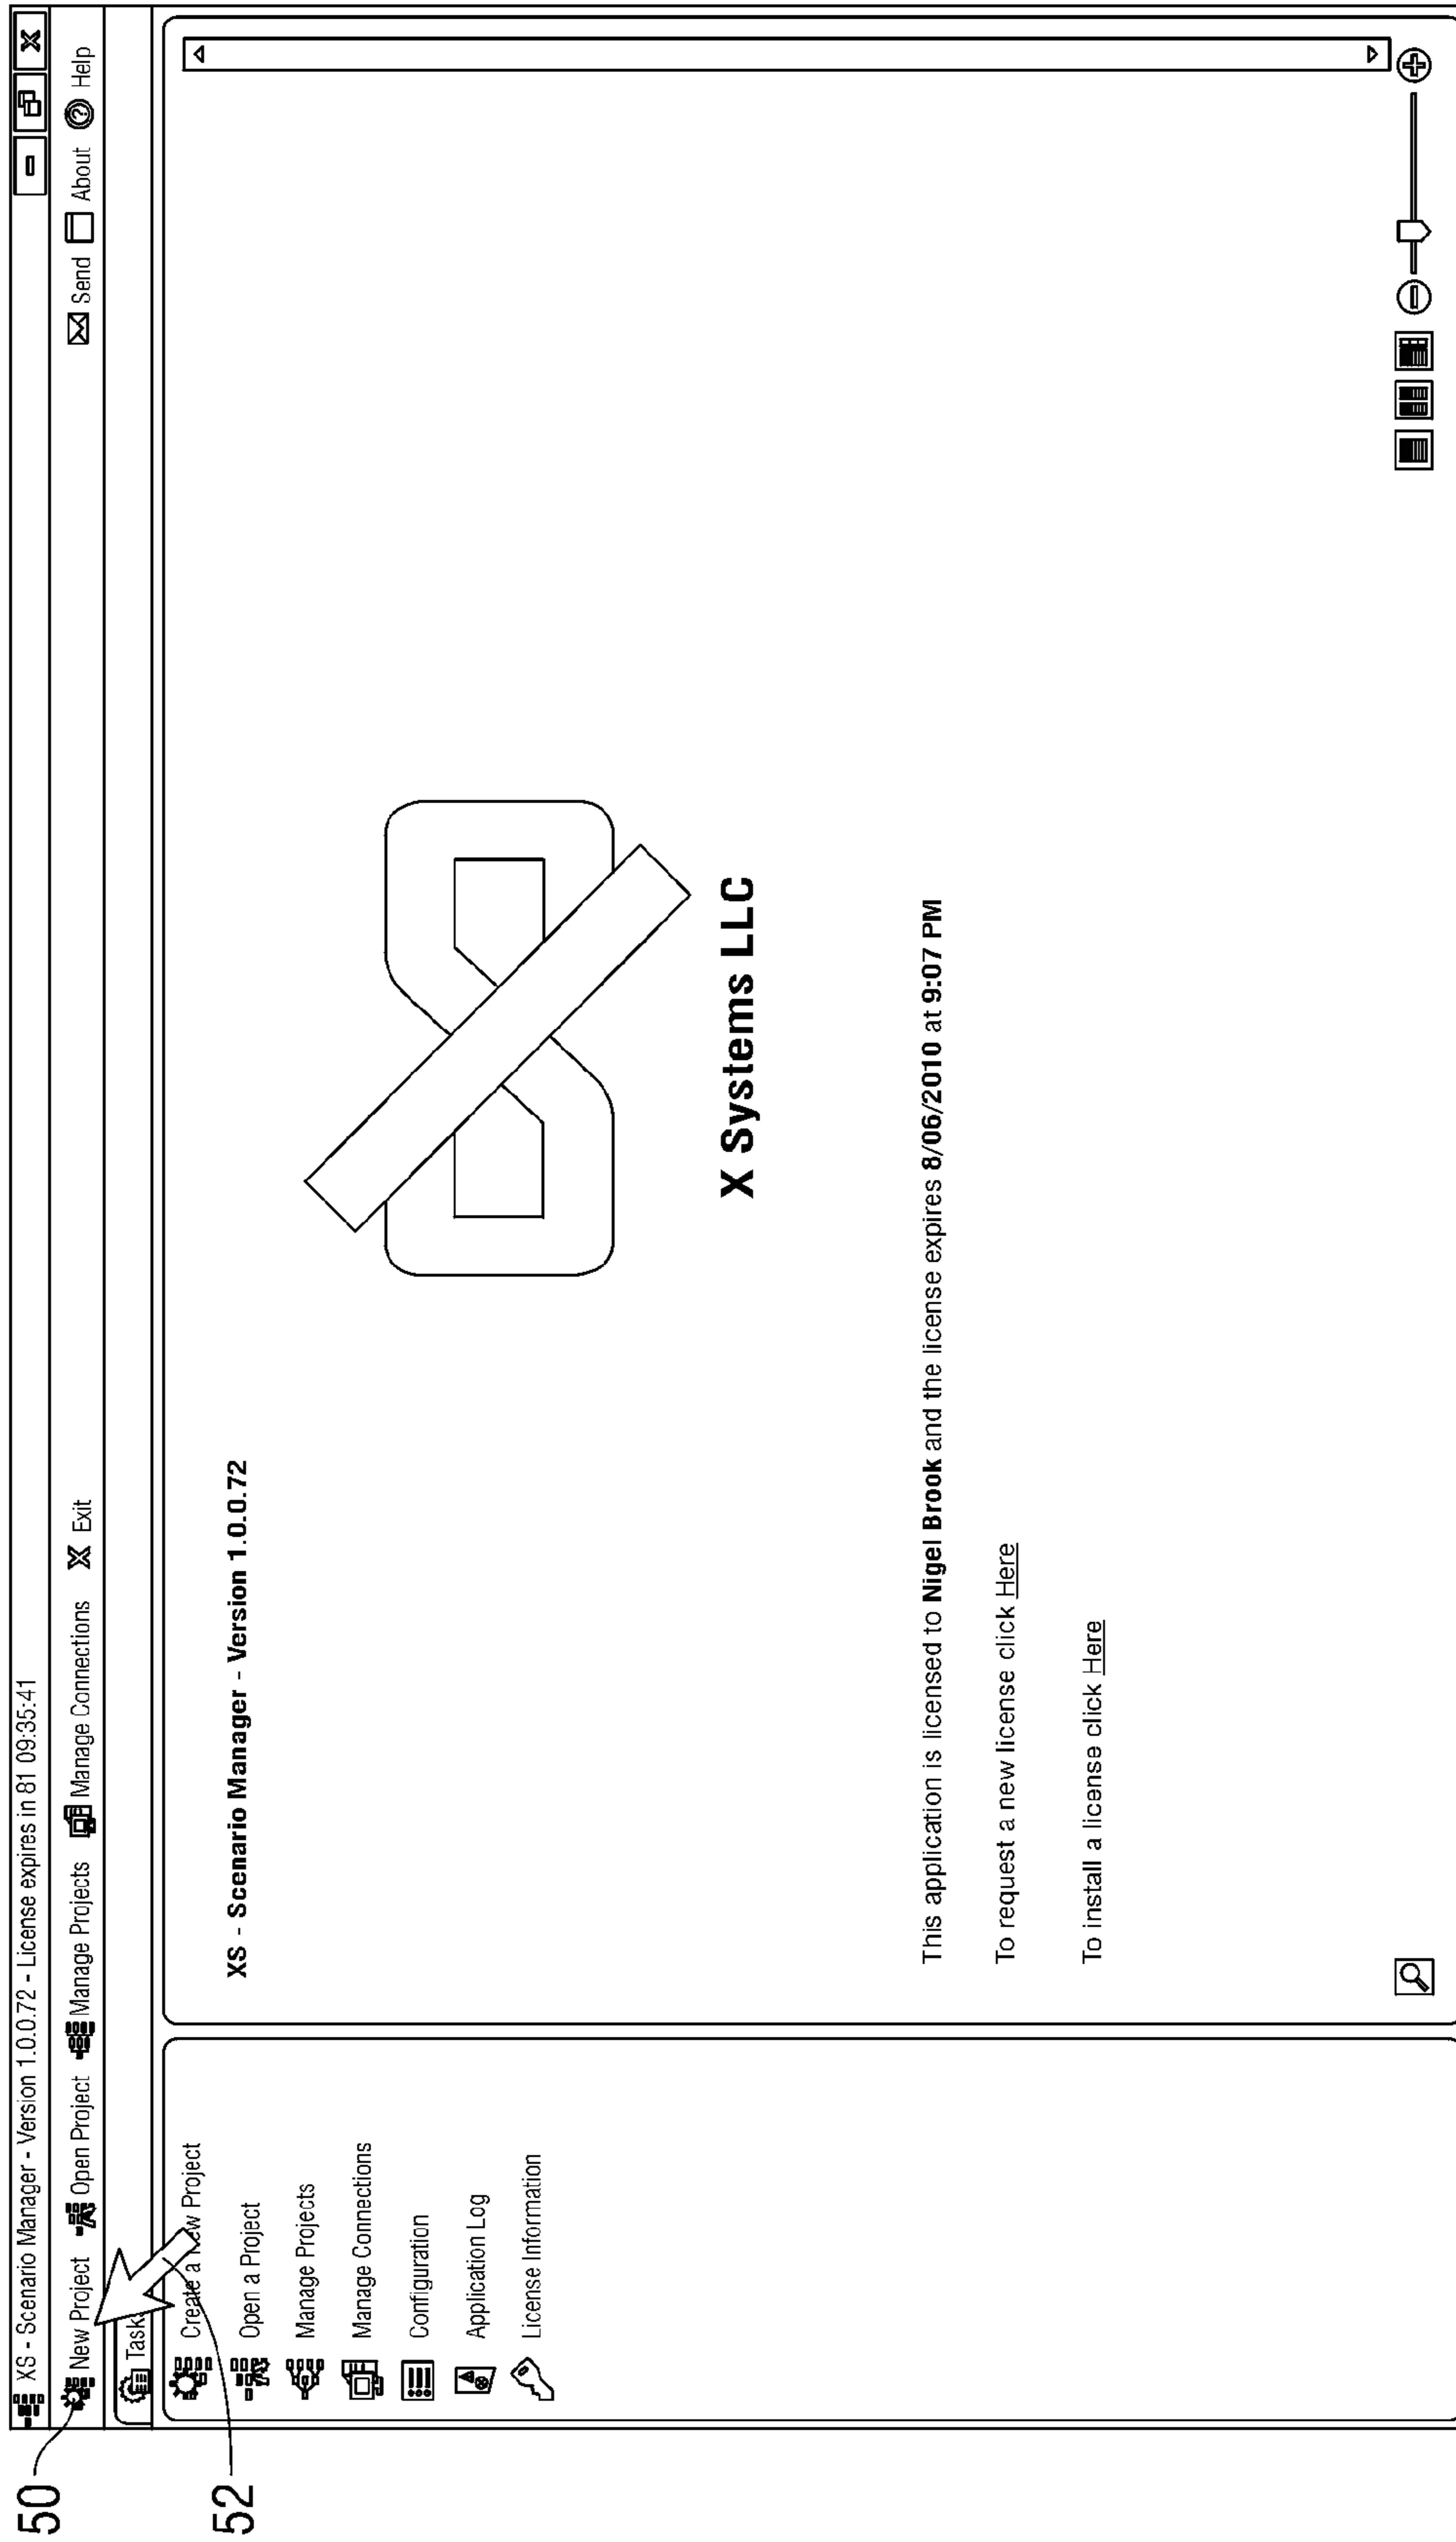 XS - Scenario Manager - Version 1.0.0.72 - License expires in 81 09:35:41
50
New Project Open Project Manage Projects Manage Connections X Exit Send About Help
Task
52
Create a New Project
Open a Project
Manage Projects
Manage Connections
Configuration
Application Log
License Information
XS - Scenario Manager - Version 1.0.0.72
X Systems LLC
This application is licensed to Nigel Brook and the license expires 8/06/2010 at 9:07 PM
To request a new license click Here
To install a license click Here